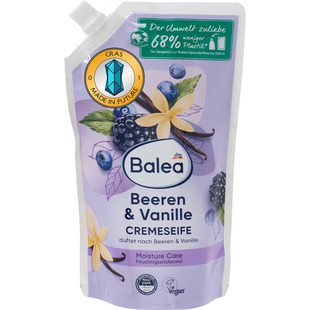 Der Umwelt zuliebe
68% weniger Plastik*
CRAS
MADE IN FUTURE
Balea
Beeren
& Vanille
CREMESEIFE
duftet nach Beeren & Vanille
Moisture Care
Feuchtigkeitsformel
vegan